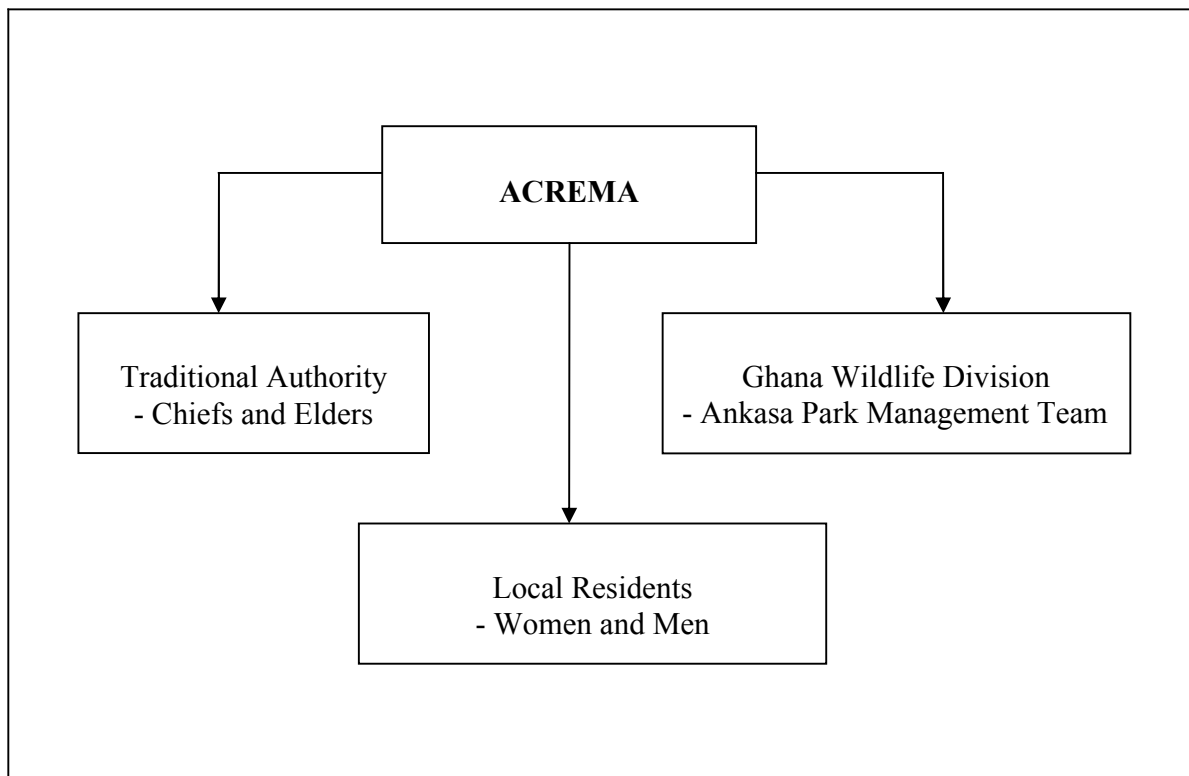 ACREMA
Traditional Authority
- Chiefs and Elders
Ghana Wildlife Division
- Ankasa Park Management Team
Local Residents
- Women and Men